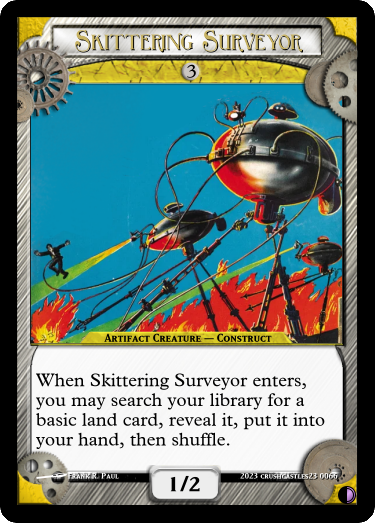 Skittering Surveyor
3
Artifact Creature — Construct
When Skittering Surveyor enters,
you may search your library for a
basic land card, reveal it, put it into
your hand, then shuffle.
Frank R. Paul
2023 crushcastles23 0066
1/2